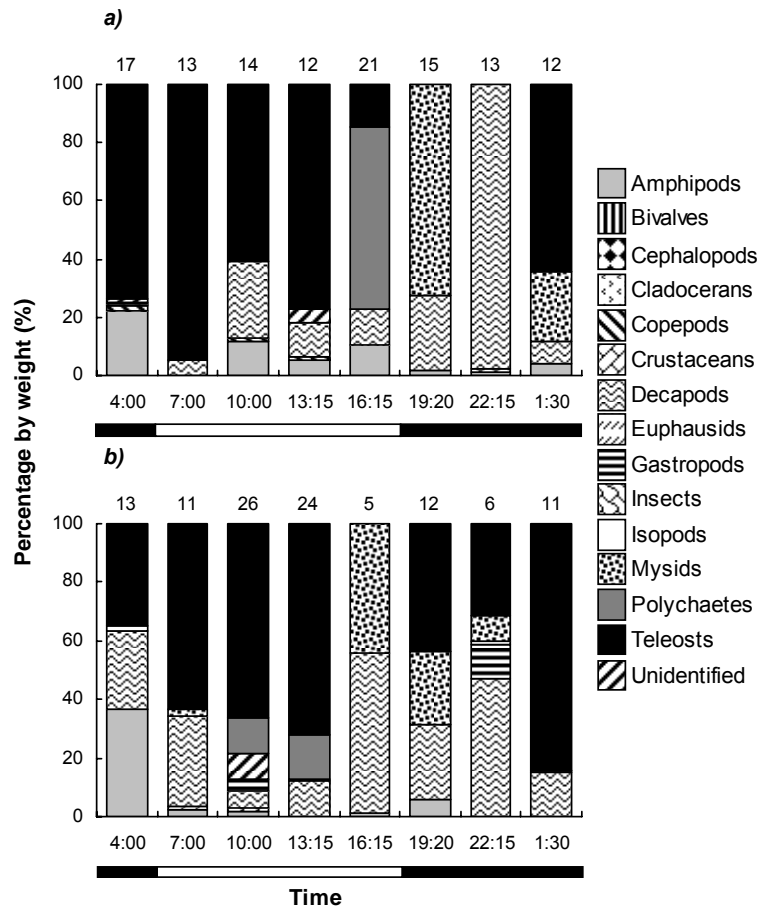 a)
17 13 14 12 21 15 13 12
100
80
60
40
20
0
4:00 7:00 10:00 13:15 16:15 19:20 22:15 1:30
b)
13 11 26 24 5 12 6 11
100
80
60
40
20
0
4:00 7:00 10:00 13:15 16:15 19:20 22:15 1:30
Time
Percentage by weight (%)
Amphipods
Bivalves
Cephalopods
Cladocerans
Copepods
Crustaceans
Decapods
Euphausids
Gastropods
Insects
Isopods
Mysids
Polychaetes
Teleosts
Unidentified